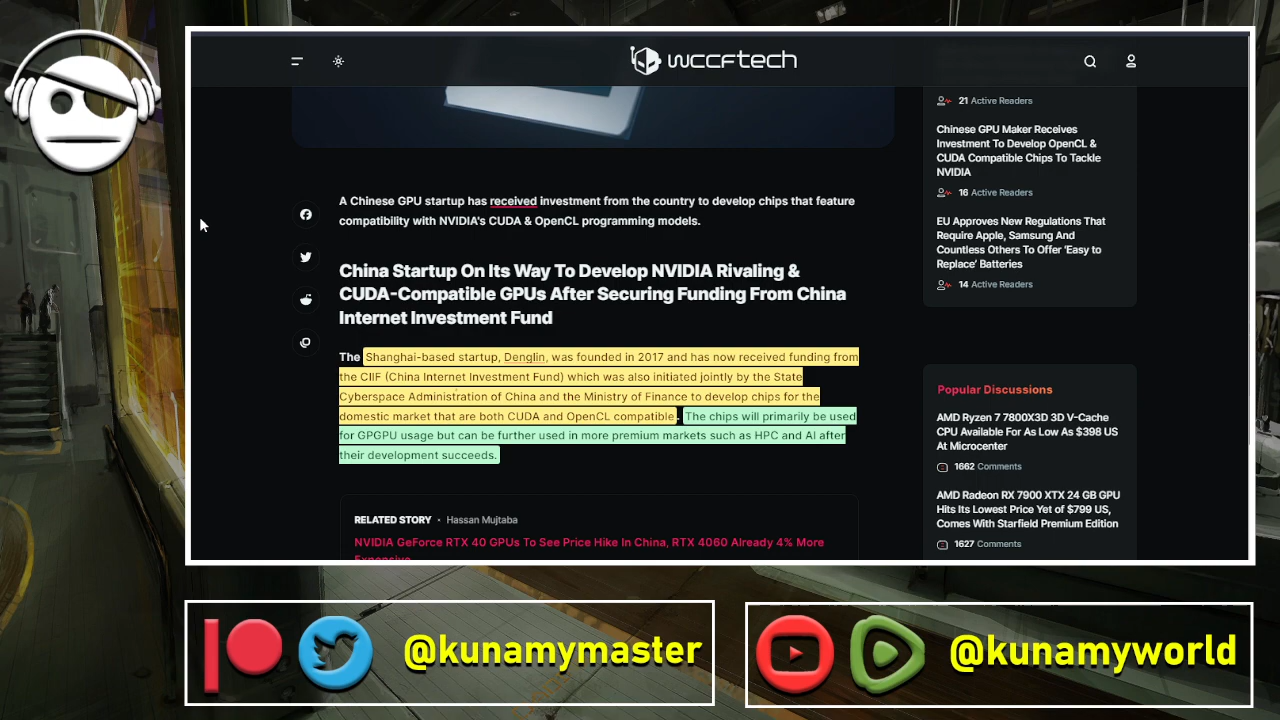 wccftech
A Chinese GPU startup has received investment from the country to develop chips that feature
compatibility with NVIDIA's CUDA & OpenCL programming models.
China Startup On Its Way To Develop NVIDIA Rivaling &
CUDA-Compatible GPUs After Securing Funding From China
Internet Investment Fund
The Shanghai-based startup, Denglin, was founded in 2017 and has now received funding from
the CIIF (China Internet Investment Fund) which was also initiated jointly by the State
Cyberspace Administration of China and the Ministry of Finance to develop chips for the
domestic market that are both CUDA and OpenCL compatible. The chips will primarily be used
for GPGPU usage but can be further used in more premium markets such as HPC and AI after
their development succeeds.
RELATED STORY • Hassan Mujtaba
NVIDIA GeForce RTX 40 GPUs To See Price Hike In China, RTX 4060 Already 4% More
Expensive
21 Active Readers
Chinese GPU Maker Receives
Investment To Develop OpenCL &
CUDA Compatible Chips To Tackle
NVIDIA
16 Active Readers
EU Approves New Regulations That
Require Apple, Samsung And
Countless Others To Offer ‘Easy to
Replace’ Batteries
14 Active Readers
Popular Discussions
AMD Ryzen 7 7800X3D 3D V-Cache
CPU Available For As Low As $398 US
At Microcenter
1662 Comments
AMD Radeon RX 7900 XTX 24 GB GPU
Hits Its Lowest Price Yet of $799 US,
Comes With Starfield Premium Edition
1627 Comments
@kunamymaster
@kunamyworld